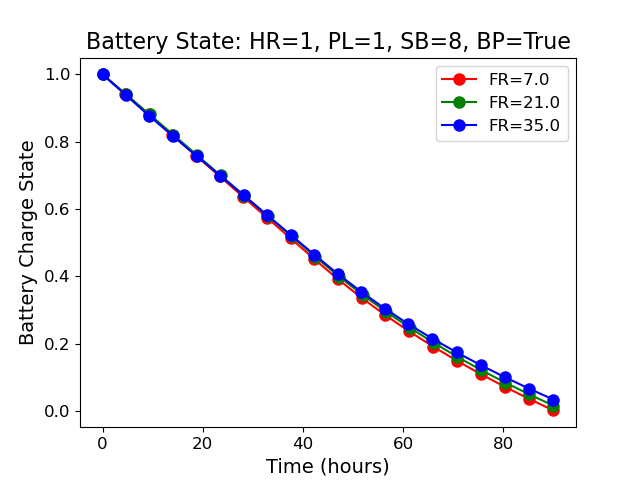 Battery State: HR=1, PL=1, SB=8, BP=True
FR=7.0
FR=21.0
FR=35.0
Battery Charge State
1.0
0.8
0.6
0.4
0.2
0.0
0 20 40 60 80
Time (hours)